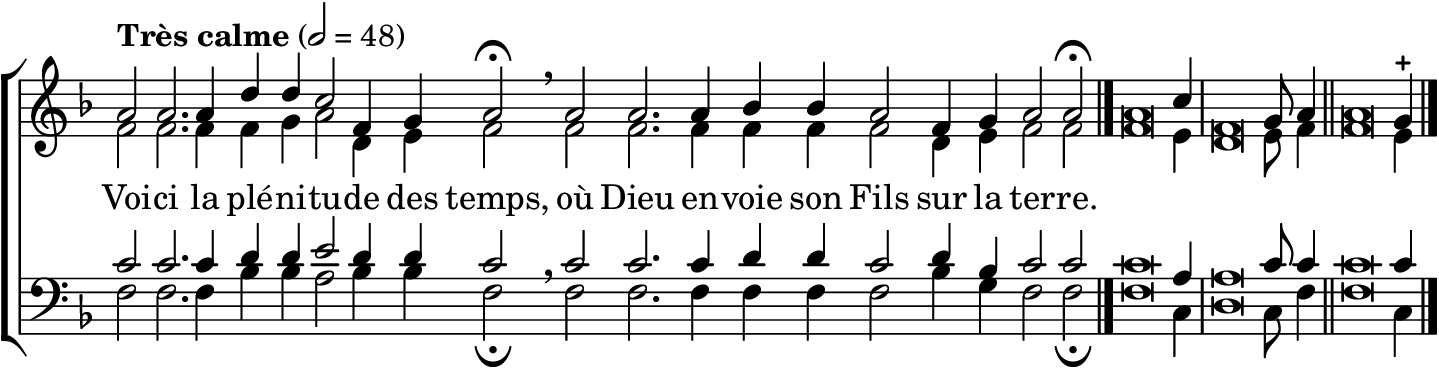 Très calme (𝅗𝅥 = 48)
Voici la plénitude des temps, où Dieu envoie son Fils sur la terre.